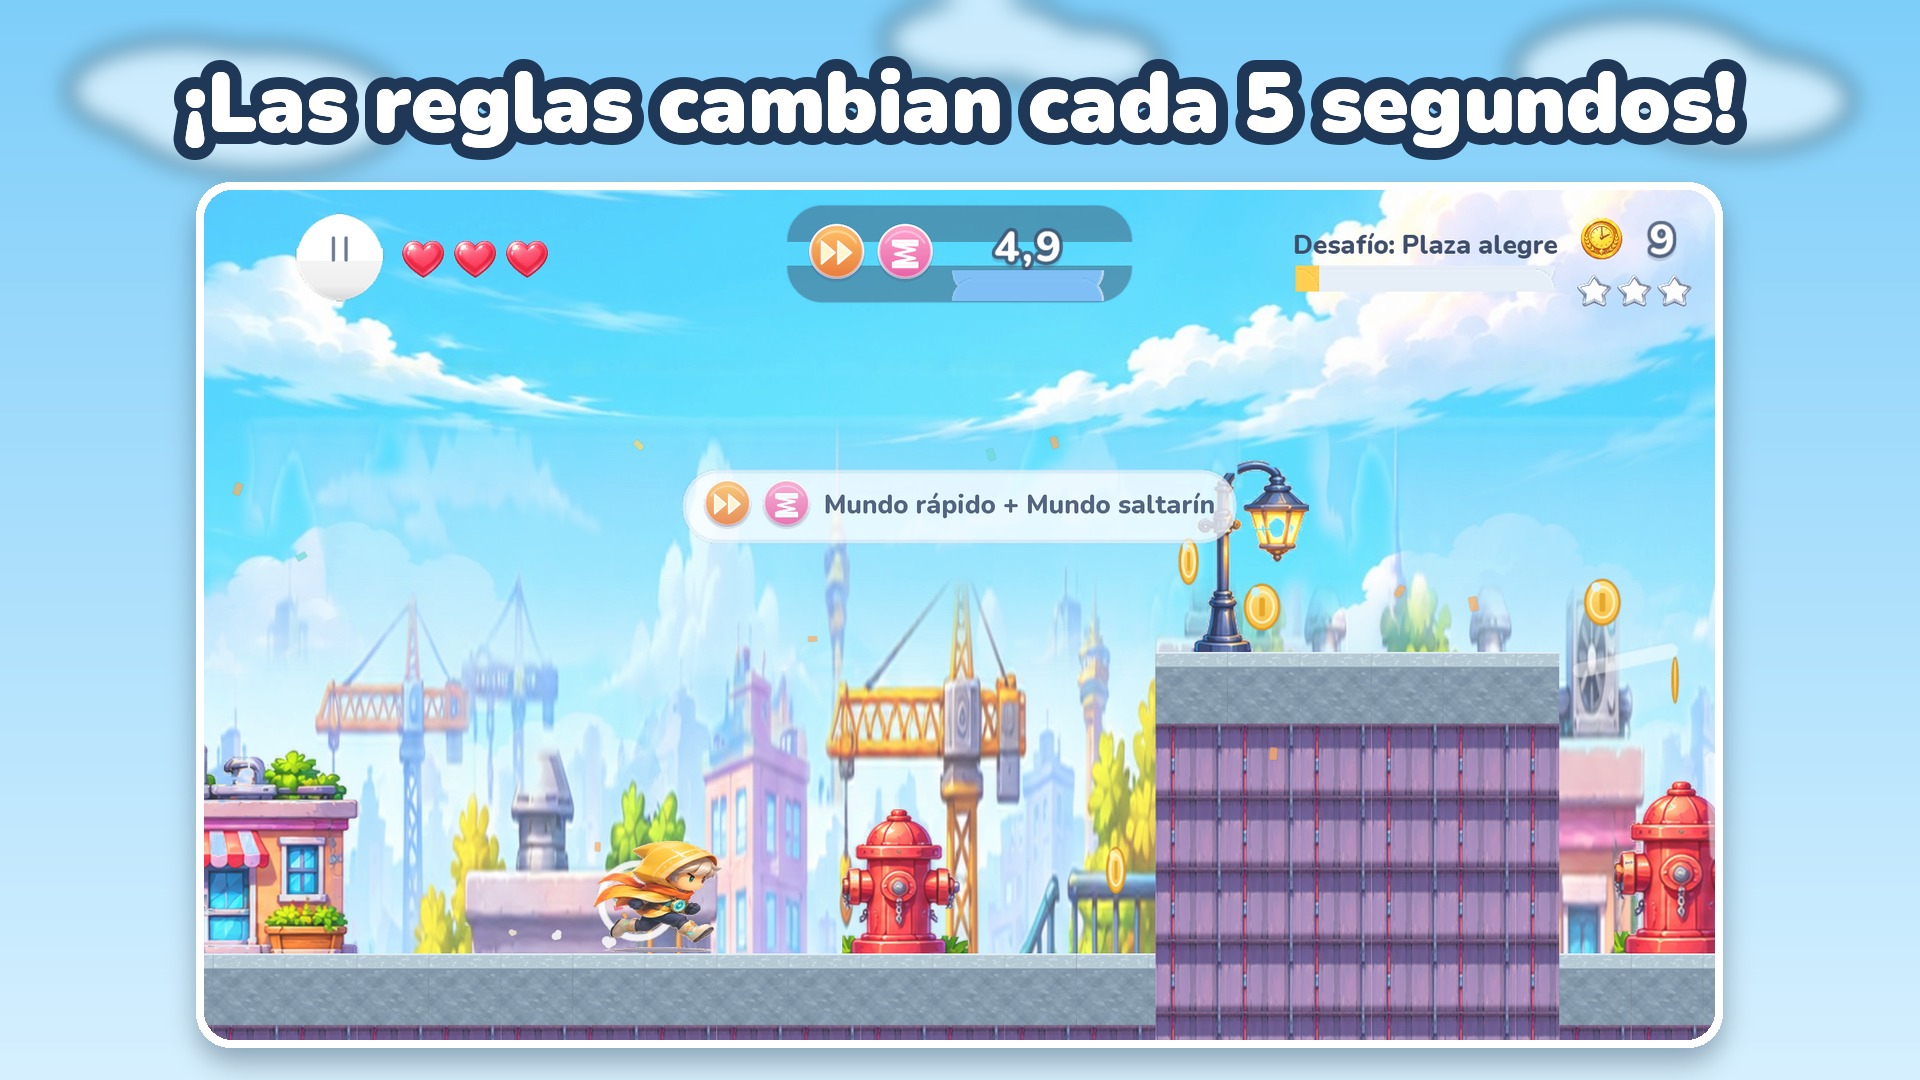 ¡Las reglas cambian cada 5 segundos!
4,9
Desafío: Plaza alegre
9
Mundo rápido + Mundo saltarín